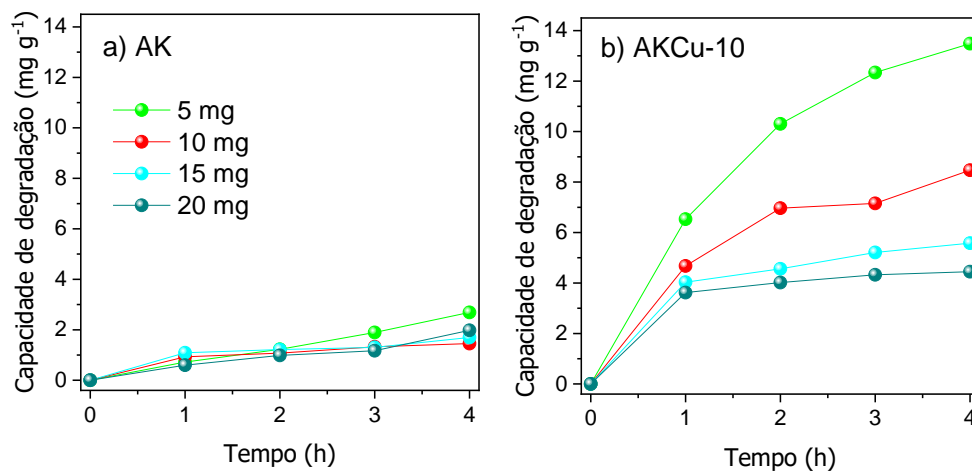 a) AK
Capacidade de degradação (mg g-1)
14
12
10
8
6
4
2
0
5 mg
10 mg
15 mg
20 mg
0 1 2 3 4
Tempo (h)
b) AKCu-10
Capacidade de degradação (mg g-1)
14
12
10
8
6
4
2
0
0 1 2 3 4
Tempo (h)